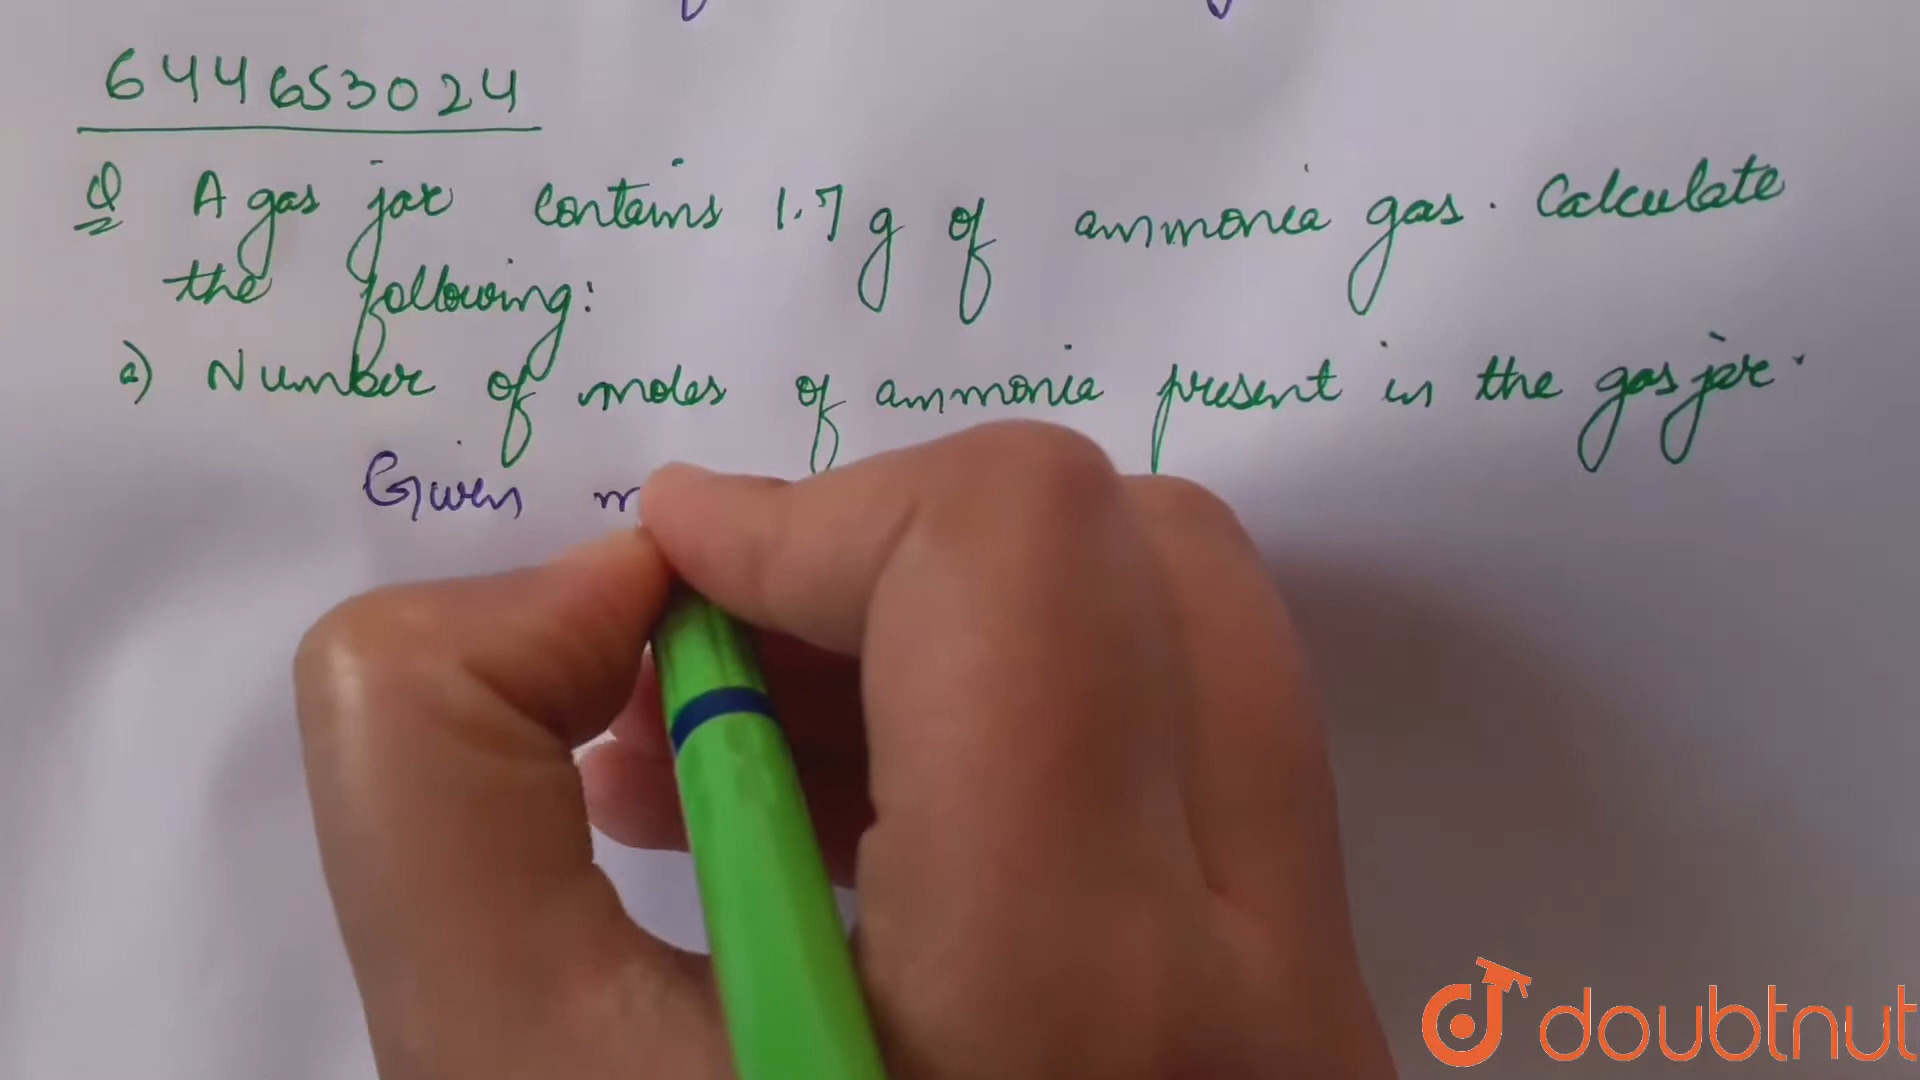 644653024
Q A gas jar contains 1.7 g of ammonia gas. Calculate
the following:
a) Number of moles of ammonia present in the gas jar.
Given m
doubtnut